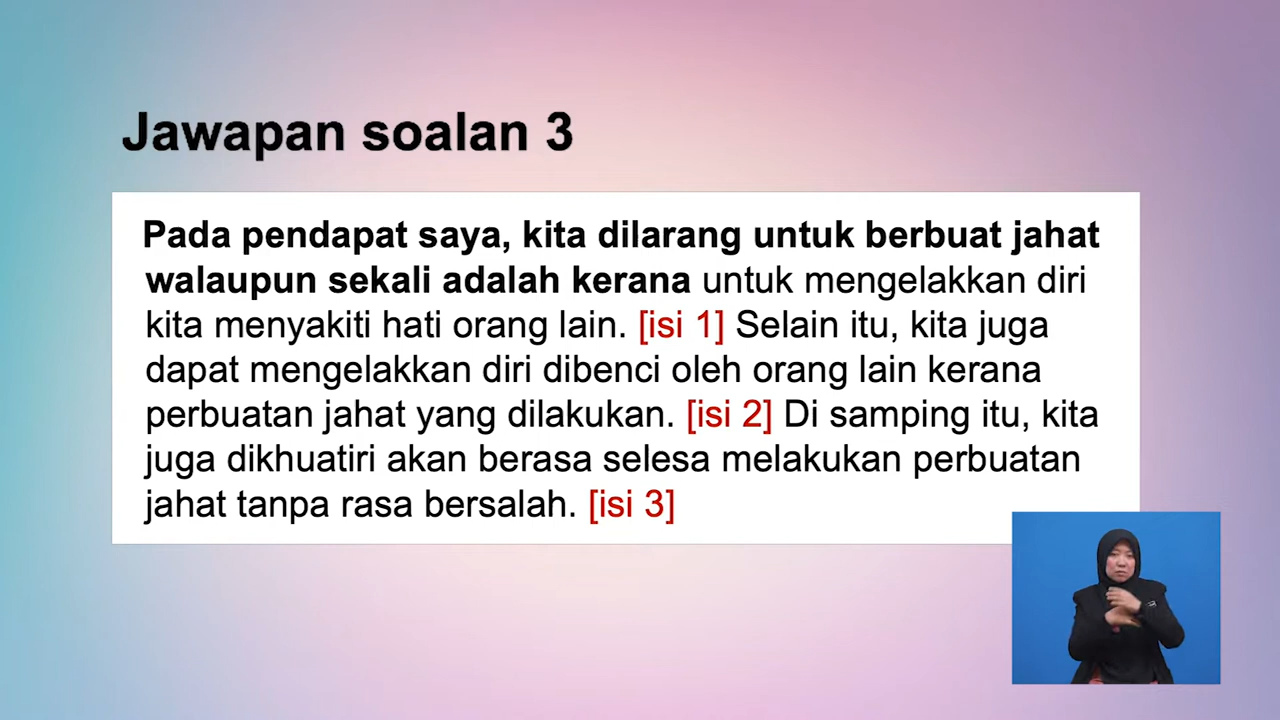 Jawapan soalan 3
Pada pendapat saya, kita dilarang untuk berbuat jahat
walaupun sekali adalah kerana untuk mengelakkan diri
kita menyakiti hati orang lain. [isi 1] Selain itu, kita juga
dapat mengelakkan diri dibenci oleh orang lain kerana
perbuatan jahat yang dilakukan. [isi 2] Di samping itu, kita
juga dikhuatiri akan berasa selesa melakukan perbuatan
jahat tanpa rasa bersalah. [isi 3]